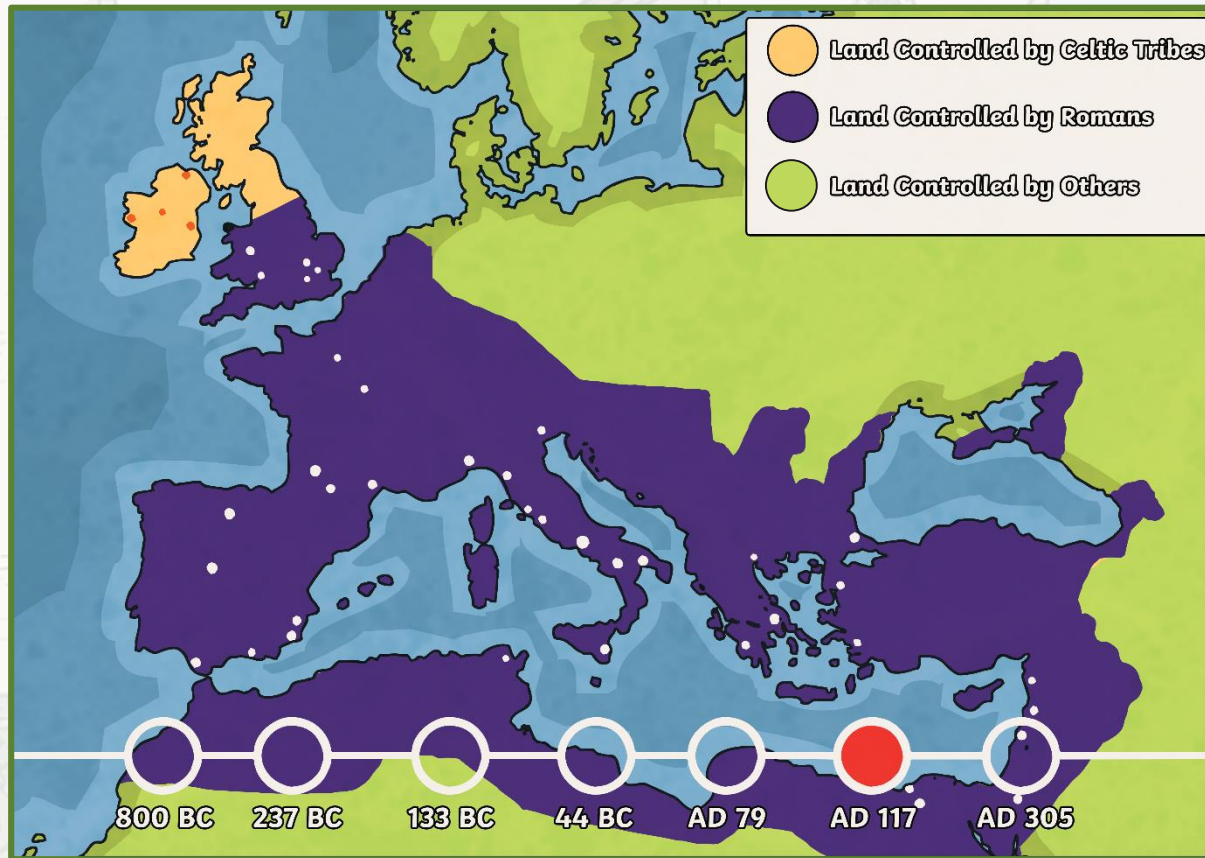 Land Controlled by Celtic Tribes
Land Controlled by Romans
Land Controlled by Others
800 BC 237 BC 133 BC 44 BC AD 79 AD 117 AD 305